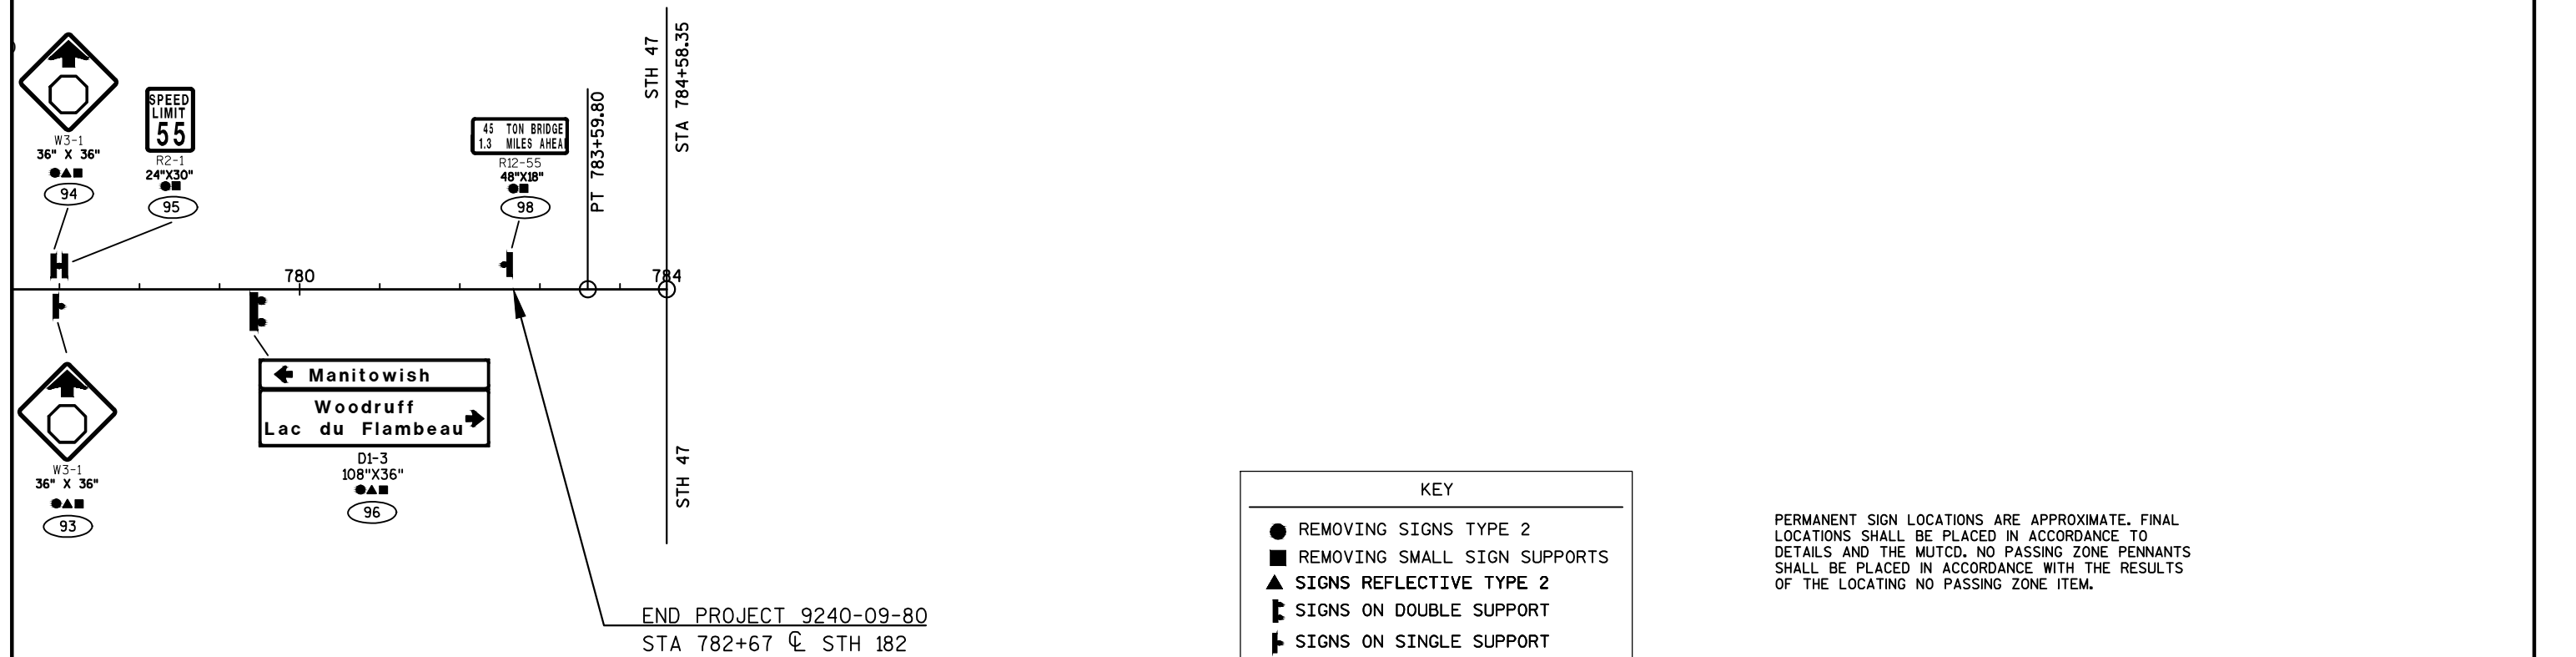 W3-1
36" X 36"
94
SPEED
LIMIT
55
R2-1
24"X30"
95
45 TON BRIDGE
1.3 MILES AHEA
R12-55
48"X18"
98
PT 783+59.80
STH 47
STA 784+58.35
780
784
W3-1
36" X 36"
93
Manitowish
Woodruff
Lac du Flambeau
D1-3
108"X36"
96
STH 47
END PROJECT 9240-09-80
STA 782+67 ℄ STH 182
KEY
REMOVING SIGNS TYPE 2
REMOVING SMALL SIGN SUPPORTS
SIGNS REFLECTIVE TYPE 2
SIGNS ON DOUBLE SUPPORT
SIGNS ON SINGLE SUPPORT
PERMANENT SIGN LOCATIONS ARE APPROXIMATE. FINAL
LOCATIONS SHALL BE PLACED IN ACCORDANCE TO
DETAILS AND THE MUTCD. NO PASSING ZONE PENNANTS
SHALL BE PLACED IN ACCORDANCE WITH THE RESULTS
OF THE LOCATING NO PASSING ZONE ITEM.